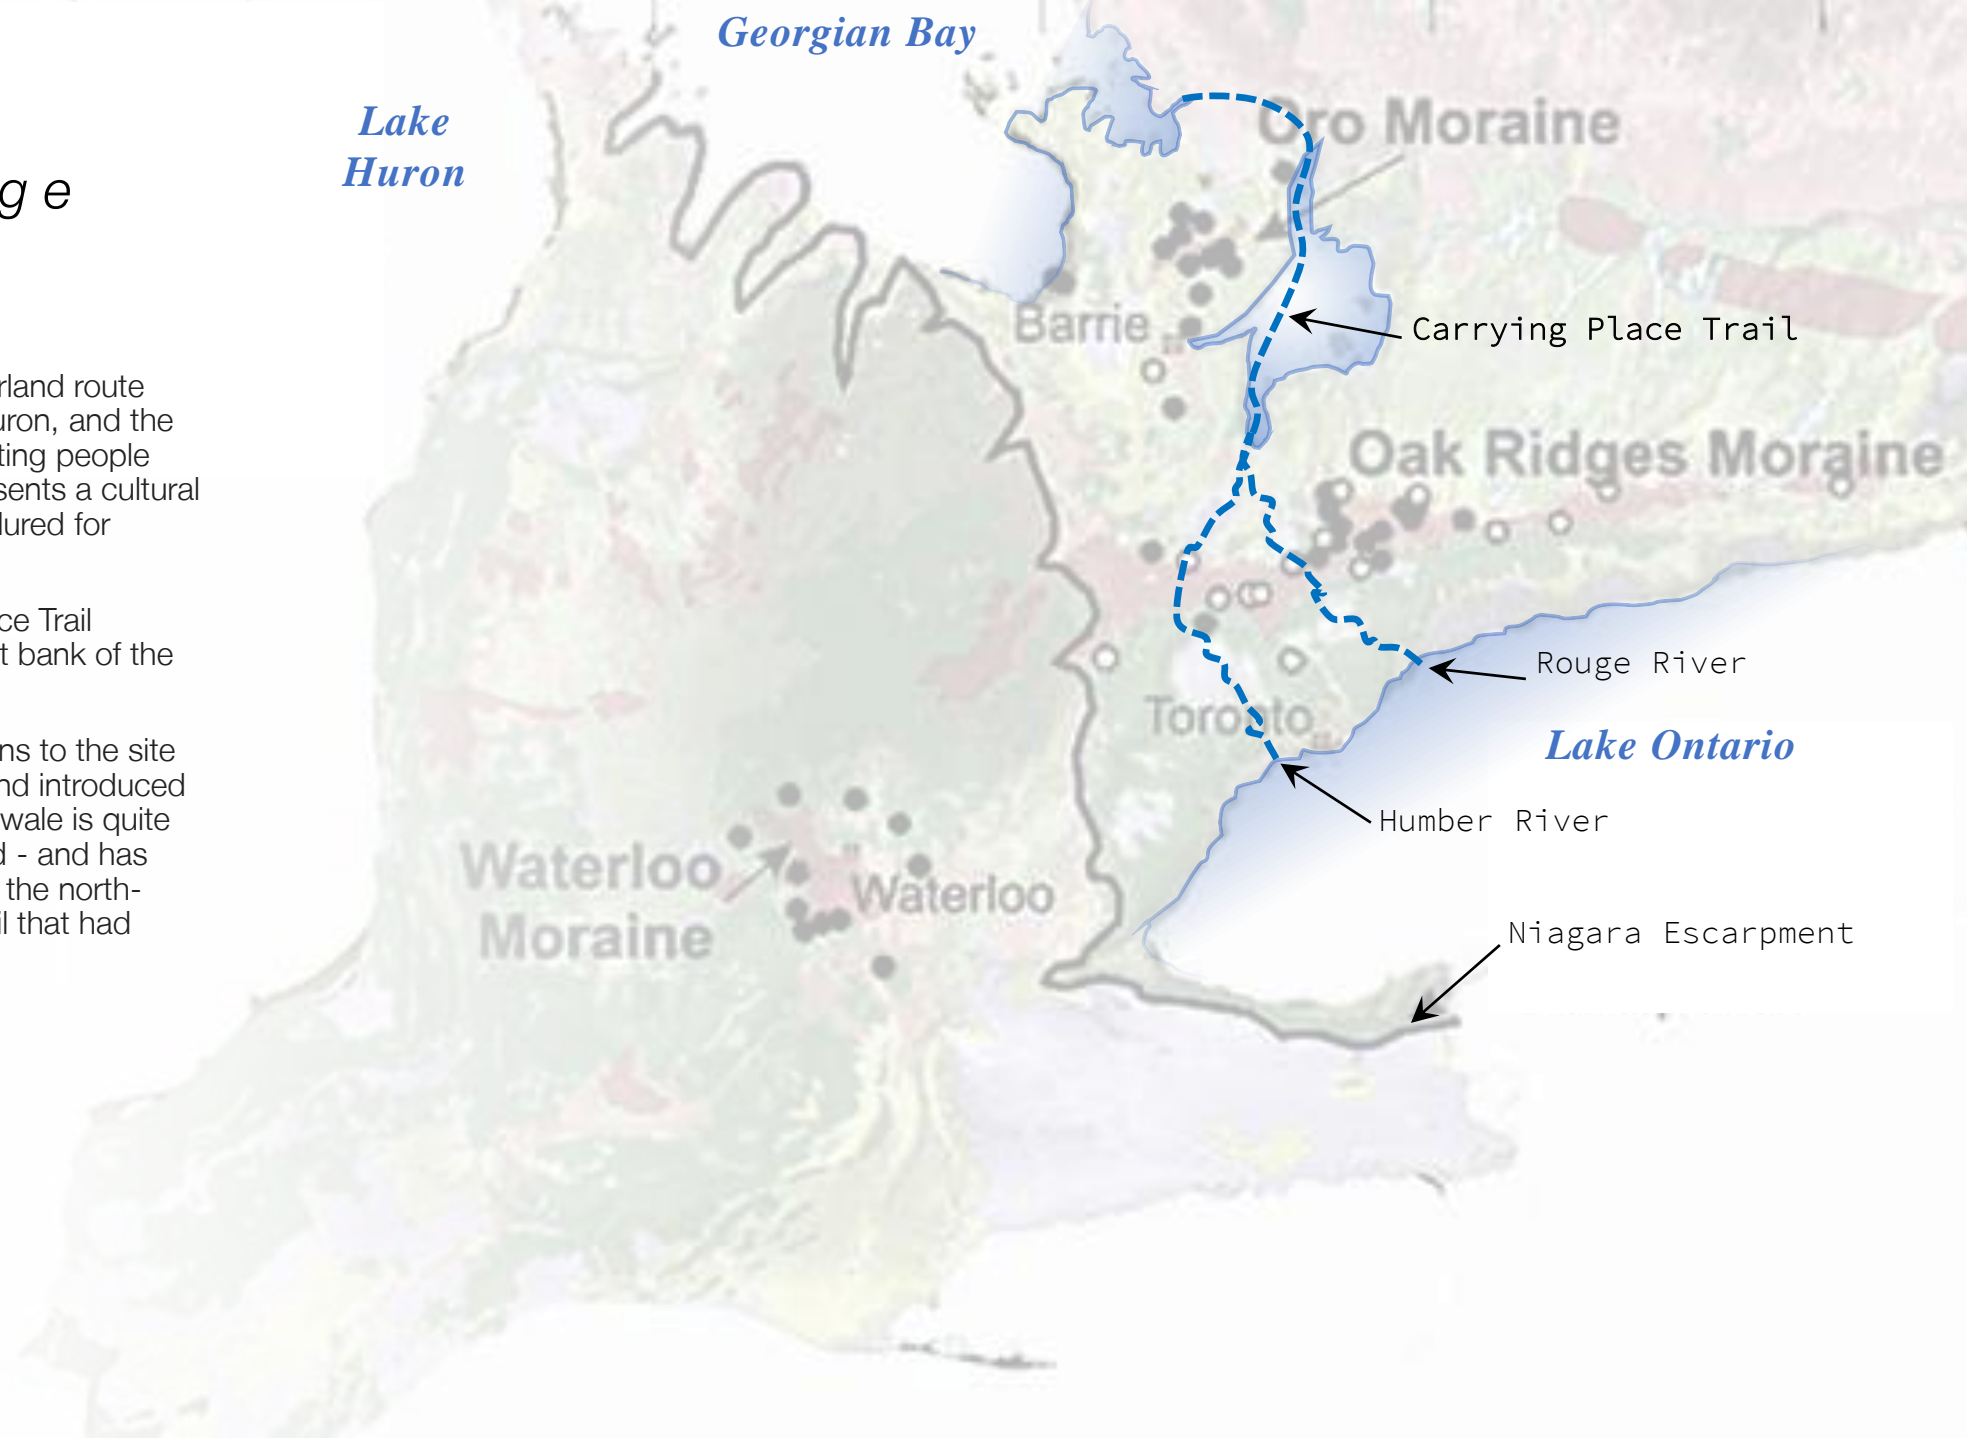 ge
rland route
uron, and the
ting people
sents a cultural
lured for
ce Trail
t bank of the
ns to the site
nd introduced
wale is quite
d - and has
the north-
il that had
Georgian Bay
Lake
Huron
Oro Moraine
Barrie
Carrying Place Trail
Oak Ridges Moraine
Rouge River
Toronto
Lake Ontario
Humber River
Waterloo
Moraine
Waterloo
Niagara Escarpment